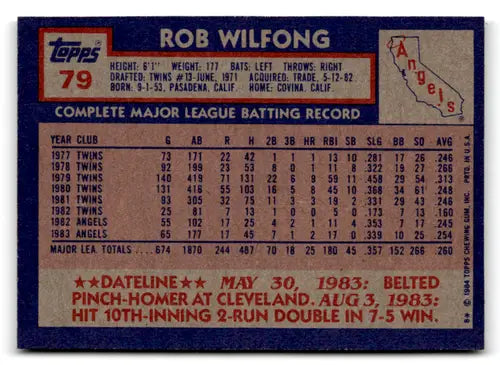 ROB WILFONG
Topps
79
HEIGHT: 6'1" WEIGHT: 177 BATS: LEFT THROWS: RIGHT
DRAFTED: TWINS #13-JUNE, 1971 ACQUIRED: TRADE, 5-12-82
BORN: 9-1-53, PASADENA, CALIF. HOME: COVINA, CALIF.
Angels
COMPLETE MAJOR LEAGUE BATTING RECORD
YEAR CLUB G AB R H 2B 3B HR RBI SB SLG BB SO AVG
1977 TWINS 73 171 22 42 1 1 1 13 10 .281 17 26 .246
1978 TWINS 92 199 23 53 8 0 1 11 8 .322 19 27 .266
1979 TWINS 140 419 71 131 22 6 9 59 11 .458 29 54 .313
1980 TWINS 131 416 55 103 16 5 8 45 10 .368 34 61 .248
1981 TWINS 93 305 32 75 11 3 3 19 2 .331 29 43 .246
1982 TWINS 25 81 7 13 1 0 0 5 0 .173 7 13 .160
1982 ANGELS 55 102 17 25 4 2 1 11 4 .353 7 17 .245
1983 ANGELS 65 177 17 45 7 1 2 17 0 .339 10 25 .254
MAJOR LEA. TOTALS 674 1870 244 487 70 18 25 180 45 .357 152 266 .260
★★DATELINE★★ MAY 30, 1983: BELTED
PINCH-HOMER AT CLEVELAND. AUG 3, 1983:
HIT 10TH-INNING 2-RUN DOUBLE IN 7-5 WIN.
B* © 1984 TOPPS CHEWING GUM, INC. PRTD. IN U.S.A.